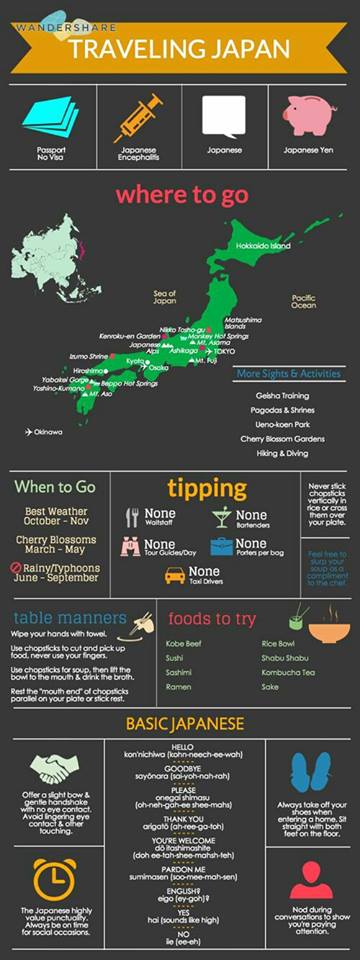 WANDERSHARE
TRAVELING JAPAN
Passport
No Visa
Japanese
Encephalitis
Japanese
Japanese Yen
where to go
Hokkaido Island
Sea of
Japan
Pacific
Ocean
Matsushima
Islands
Nikko Tosho-gu
Kenroku-en Garden
Monkey Hot Springs
Japanese
Alps
Mt. Asama
Ashikaga
TOKYO
Izumo Shrine
Kyoto
Mt. Fuji
Osaka
Hiroshima
Yabakei Gorge
Beppo Hot Springs
Yoshino-Kumano
Mt. Aso
Okinawa
More Sights & Activities
Geisha Training
Pagodas & Shrines
Ueno-koen Park
Cherry Blossom Gardens
Hiking & Diving
When to Go
Best Weather
October - Nov
Cherry Blossoms
March - May
Rainy/Typhoons
June - September
tipping
None
Waitstaff
None
Bartenders
None
Tour Guides/Day
None
Porters per bag
None
Taxi Drivers
Never stick
chopsticks
vertically in
rice or cross
them over
your plate.
Feel free to
slurp your
soup as a
compliment
to the chef.
table manners
Wipe your hands with towel.
Use chopsticks to cut and pick up
food, never use your fingers.
Use chopsticks for soup, then lift the
bowl to the mouth & drink the broth.
Rest the "mouth end" of chopsticks
parallel on your plate or stick rest.
foods to try
Kobe Beef
Sushi
Sashimi
Ramen
Rice Bowl
Shabu Shabu
Kombucha Tea
Sake
BASIC JAPANESE
HELLO
kon'nichiwa (kohn-neech-ee-wah)
GOODBYE
sayōnara (sai-yoh-nah-rah)
PLEASE
onegai shimasu
(oh-neh-gah-ee shee-mahs)
THANK YOU
arigatō (ah-ree-ga-toh)
YOU'RE WELCOME
dō itashimashite
(doh ee-tah-shee-mahsh-teh)
PARDON ME
sumimasen (soo-mee-mah-sen)
ENGLISH?
eigo (ey-goh)?
YES
hai (sounds like high)
NO
iie (ee-eh)
Offer a slight bow &
gentle handshake
with no eye contact.
Avoid lingering eye
contact & other
touching.
The Japanese highly
value punctuality.
Always be on time
for social occasions.
Always take off your
shoes when
entering a home. Sit
straight with both
feet on the floor.
Nod during
conversations to show
you're paying
attention.